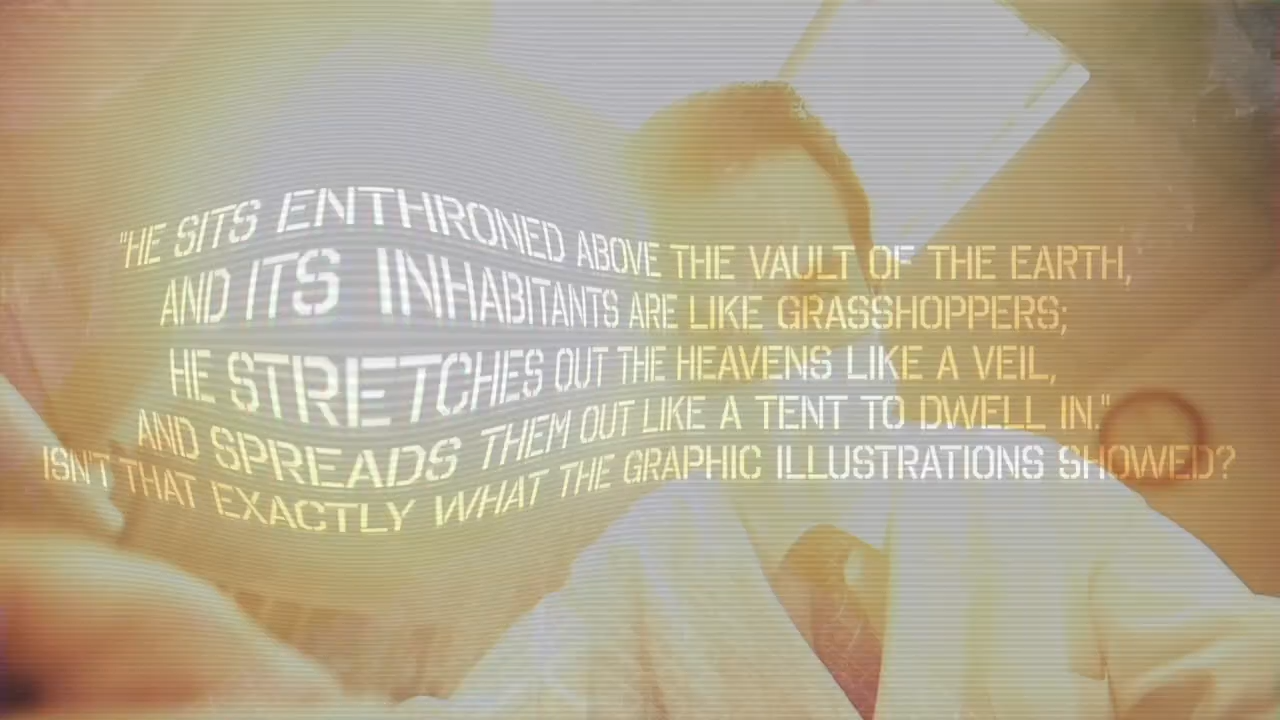 "HE SITS ENTHRONED ABOVE THE VAULT OF THE EARTH,
AND ITS INHABITANTS ARE LIKE GRASSHOPPERS;
HE STRETCHES OUT THE HEAVENS LIKE A VEIL,
AND SPREADS THEM OUT LIKE A TENT TO DWELL IN."
ISN'T THAT EXACTLY WHAT THE GRAPHIC ILLUSTRATIONS SHOWED?